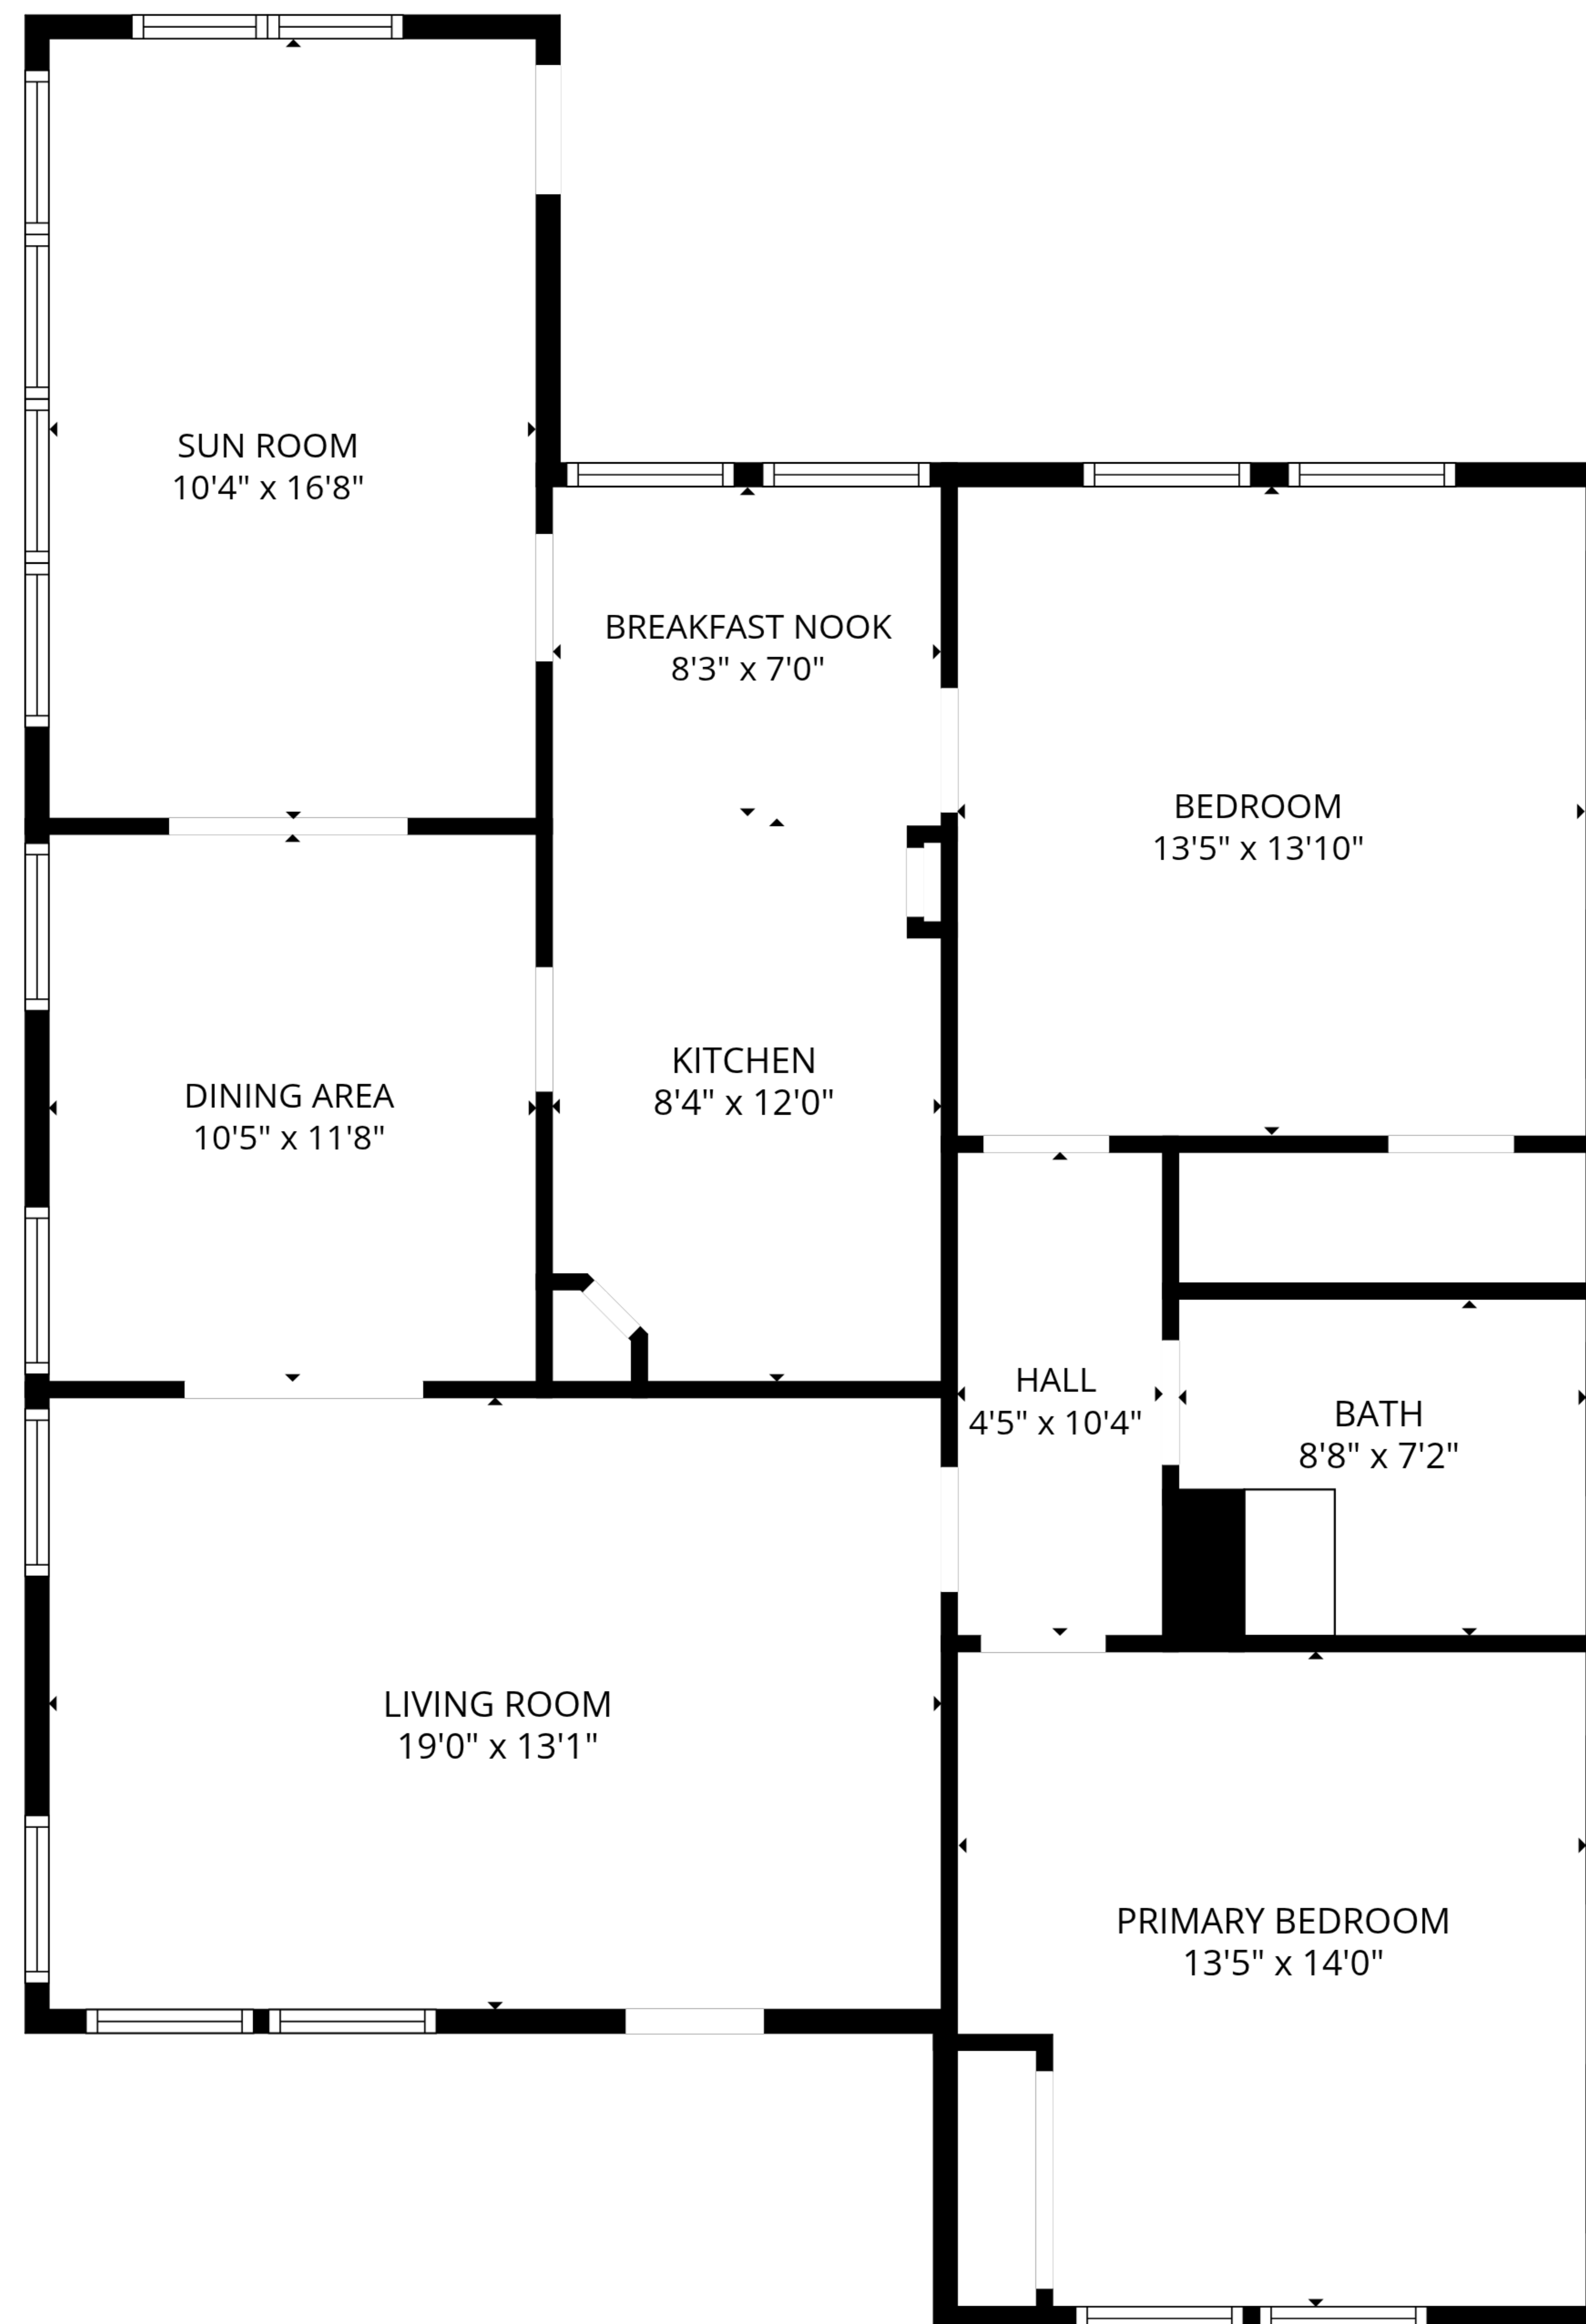 SUN ROOM
10'4" x 16'8"
BREAKFAST NOOK
8'3" x 7'0"
BEDROOM
13'5" x 13'10"
DINING AREA
10'5" x 11'8"
KITCHEN
8'4" x 12'0"
HALL
4'5" x 10'4"
BATH
8'8" x 7'2"
LIVING ROOM
19'0" x 13'1"
PRIMARY BEDROOM
13'5" x 14'0"